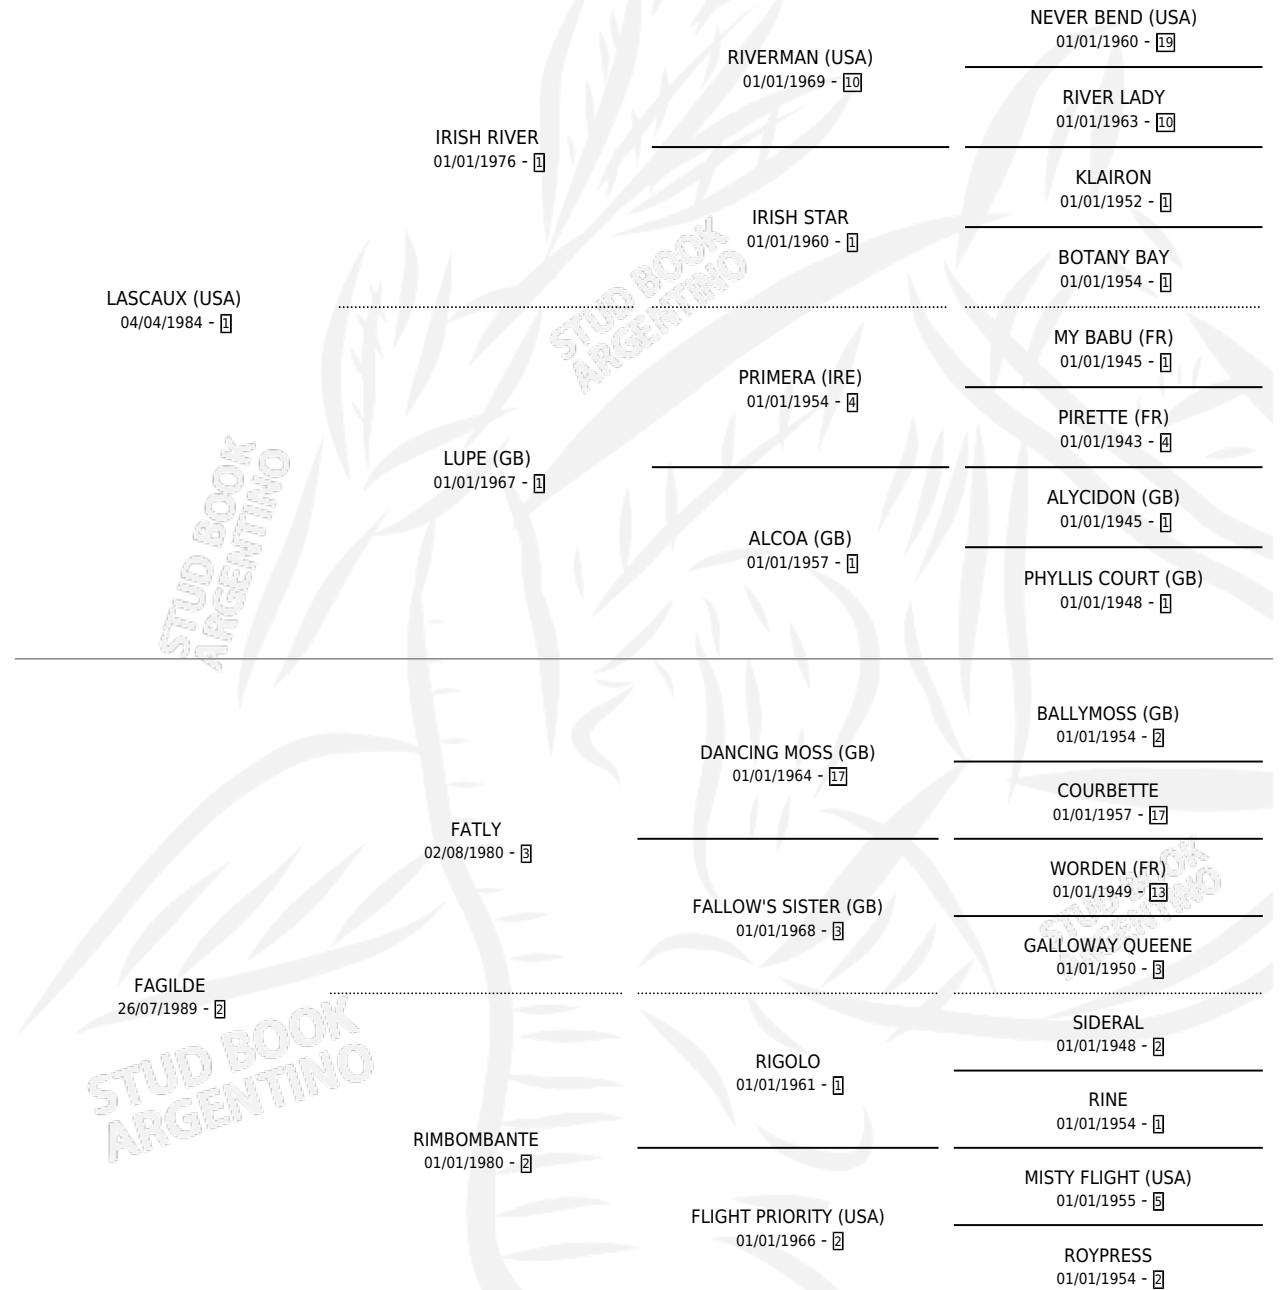 NEVER BEND (USA)
01/01/1960 - 19
RIVERMAN (USA)
01/01/1969 - 10
RIVER LADY
01/01/1963 - 10
IRISH RIVER
01/01/1976 - 1
KLAIRON
01/01/1952 - 1
IRISH STAR
01/01/1960 - 1
BOTANY BAY
01/01/1954 - 1
LASCAUX (USA)
04/04/1984 - 1
MY BABU (FR)
01/01/1945 - 1
PRIMERA (IRE)
01/01/1954 - 4
PIRETTE (FR)
01/01/1943 - 4
LUPE (GB)
01/01/1967 - 1
ALYCIDON (GB)
01/01/1945 - 1
ALCOA (GB)
01/01/1957 - 1
PHYLLIS COURT (GB)
01/01/1948 - 1
BALLYMOSS (GB)
01/01/1954 - 2
DANCING MOSS (GB)
01/01/1964 - 17
COURBETTE
01/01/1957 - 17
FATLY
02/08/1980 - 3
WORDEN (FR)
01/01/1949 - 13
FALLOW'S SISTER (GB)
01/01/1968 - 3
GALLOWAY QUEENE
01/01/1950 - 3
FAGILDE
26/07/1989 - 2
SIDERAL
01/01/1948 - 2
RIGOLO
01/01/1961 - 1
RINE
01/01/1954 - 1
RIMBOMBANTE
01/01/1980 - 2
MISTY FLIGHT (USA)
01/01/1955 - 5
FLIGHT PRIORITY (USA)
01/01/1966 - 2
ROYPRESS
01/01/1954 - 2
STUD BOOK
ARGENTINO
STUD BOOK
ARGENTINO
STUD BOOK
ARGENTINO
STUD BOOK
ARGENTINO